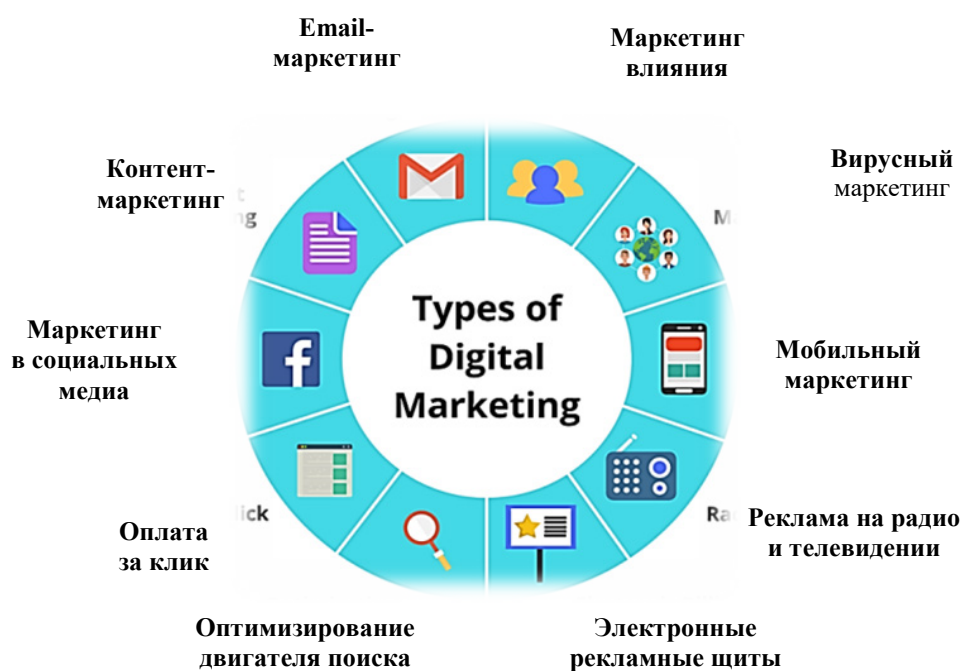 Email-
маркетинг
Маркетинг
влияния
Контент-
маркетинг
Вирусный
маркетинг
Types of
Digital
Marketing
Маркетинг
в социальных
медиа
Мобильный
маркетинг
Оплата
за клик
Реклама на радио
и телевидении
Оптимизирование
двигателя поиска
Электронные
рекламные щиты